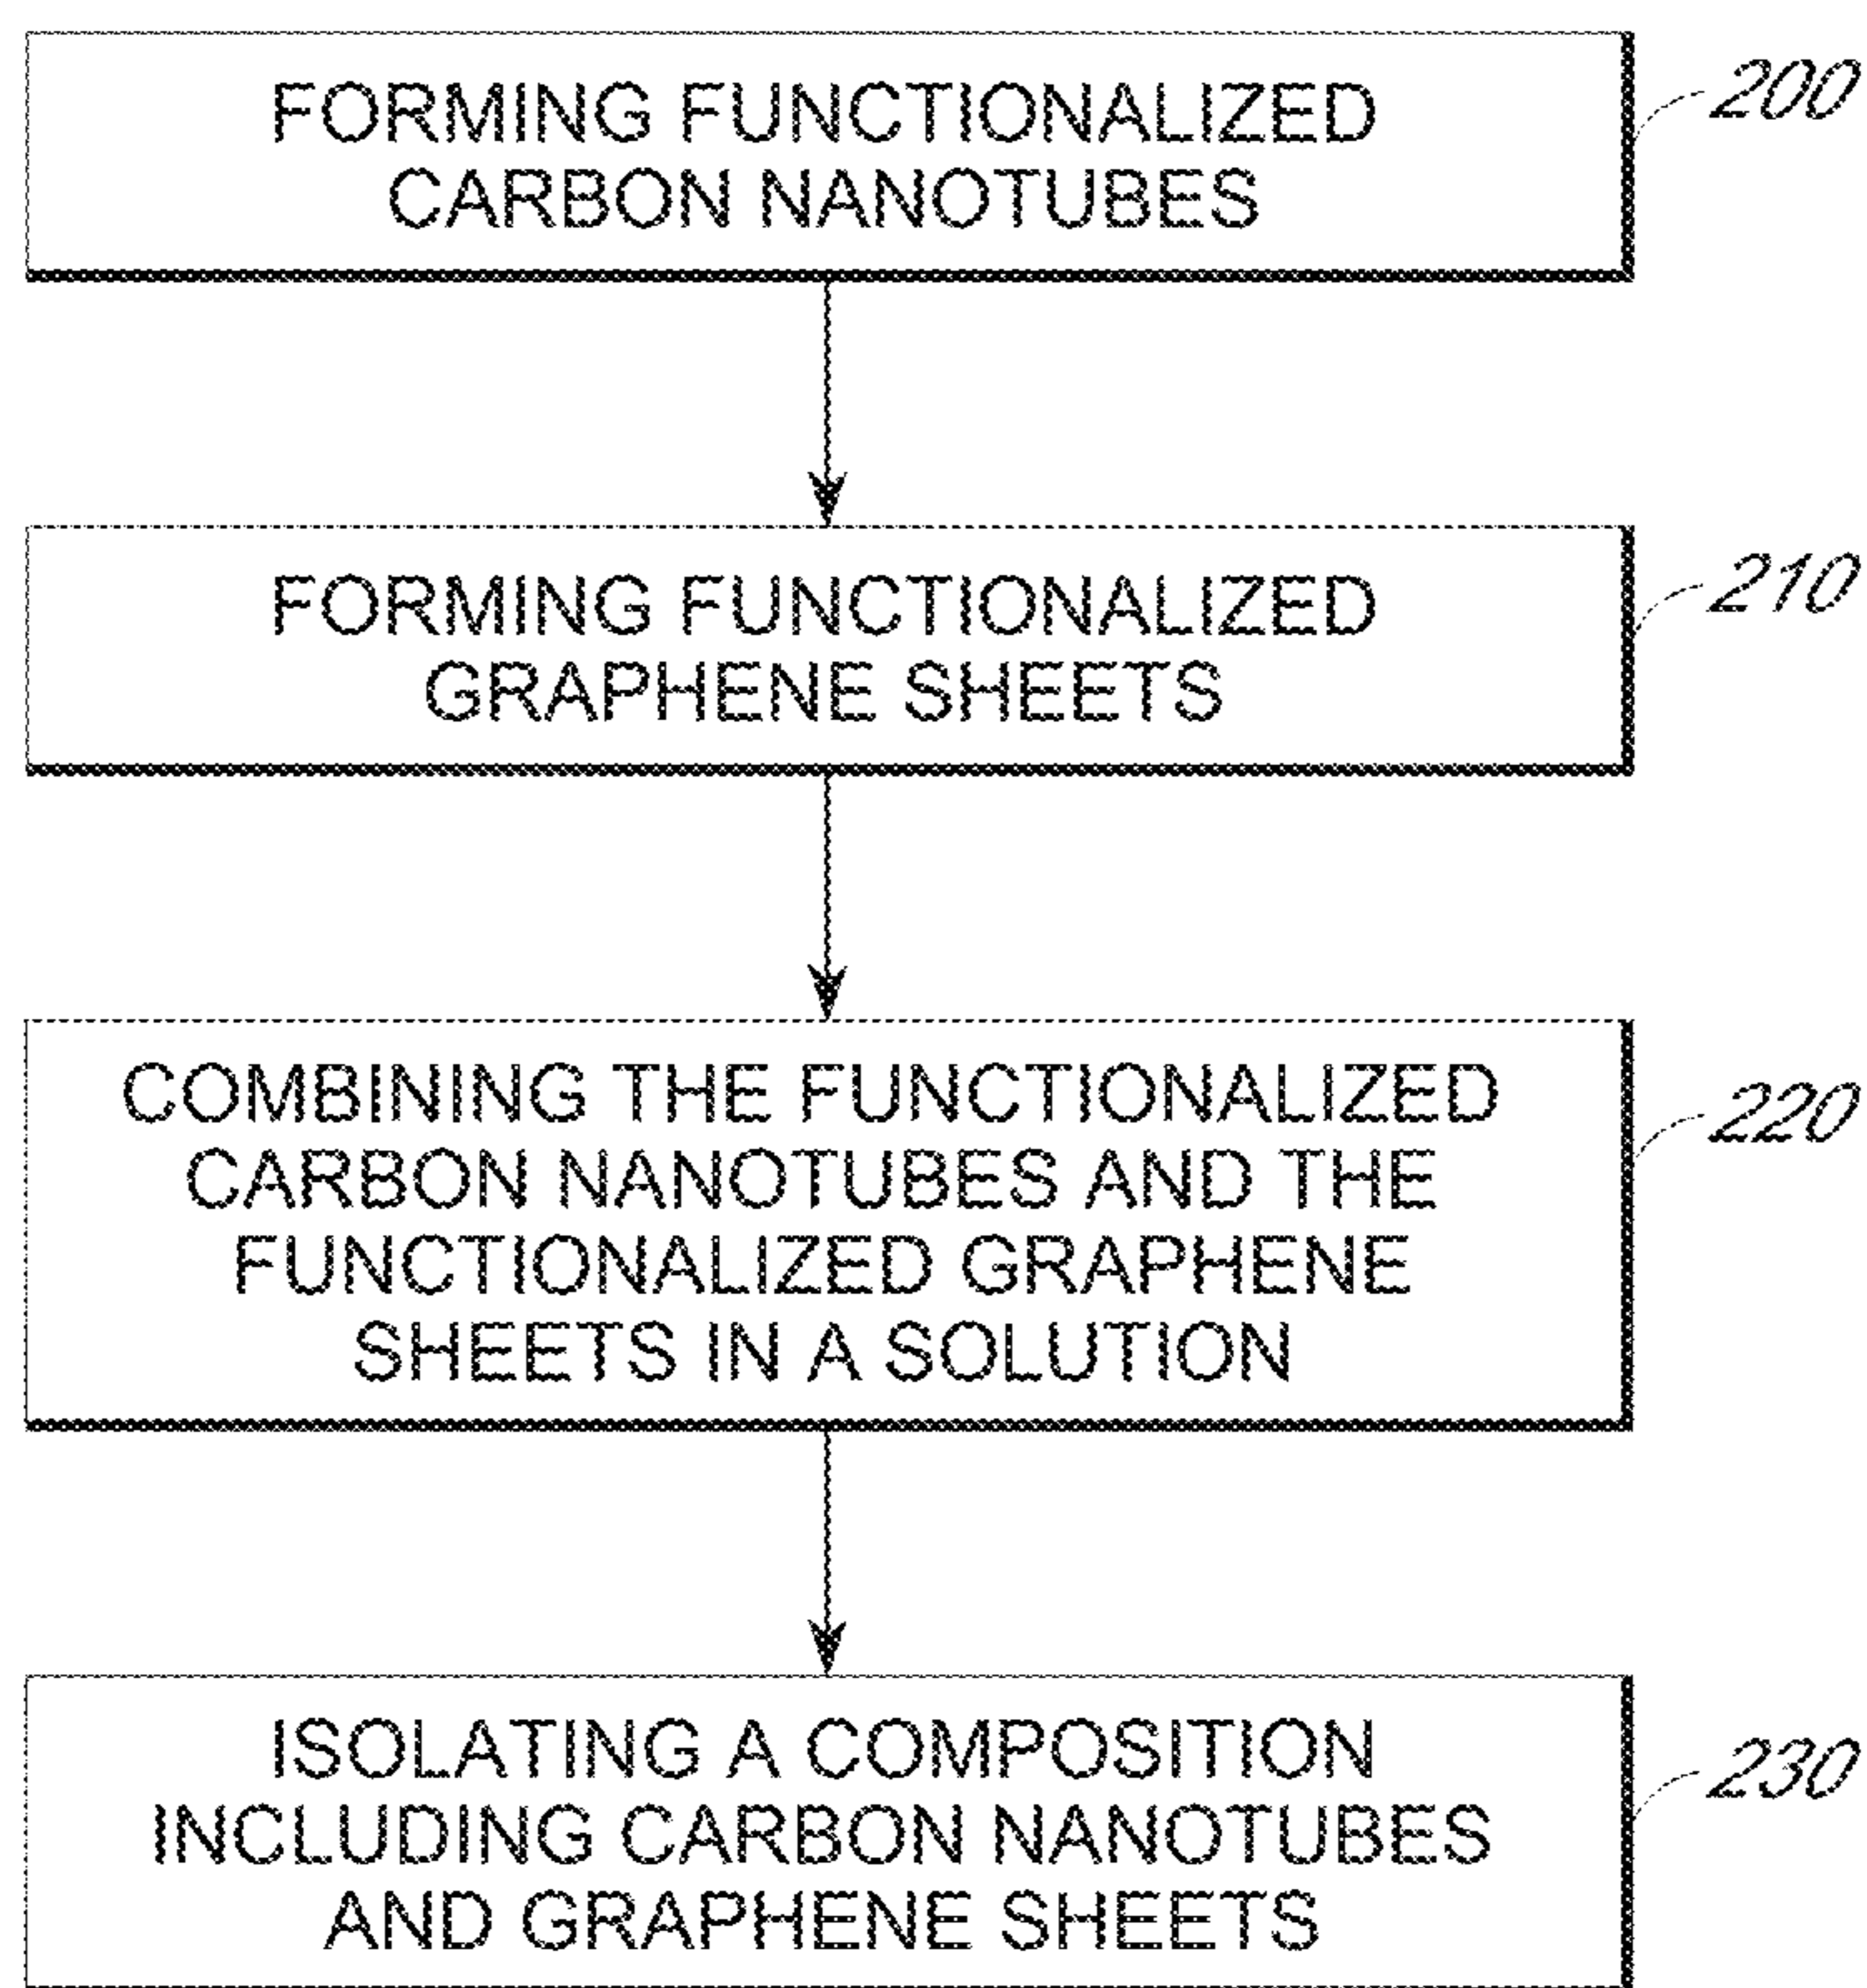 FORMING FUNCTIONALIZED
CARBON NANOTUBES
200
FORMING FUNCTIONALIZED
GRAPHENE SHEETS
210
COMBINING THE FUNCTIONALIZED
CARBON NANOTUBES AND THE
FUNCTIONALIZED GRAPHENE
SHEETS IN A SOLUTION
220
ISOLATING A COMPOSITION
INCLUDING CARBON NANOTUBES
AND GRAPHENE SHEETS
230